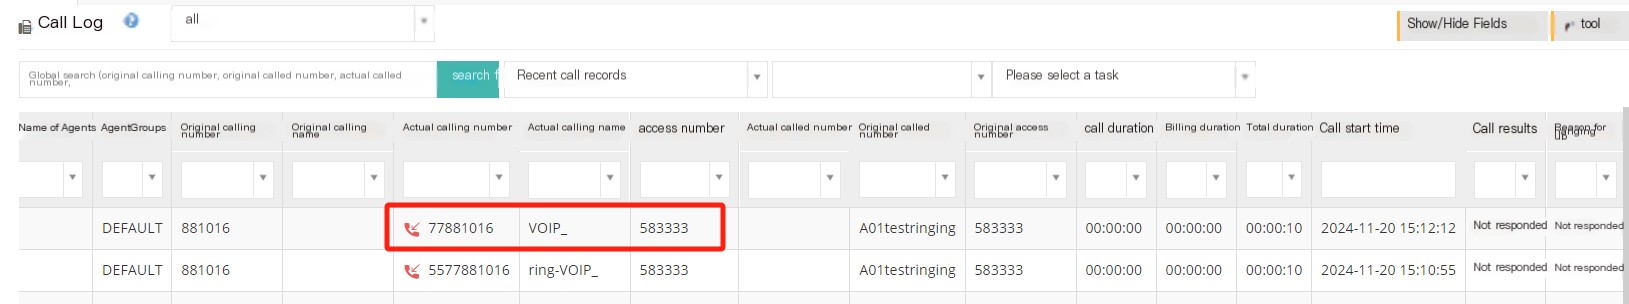 Call Log
all
Show/Hide Fields
tool
Global search (original calling number, original called number, actual called
number,
search f
Recent call records
Please select a task
Name of Agents
AgentGroups
Original calling
number
Original calling
name
Actual calling number
Actual calling name
access number
Actual called number
Original called
number
Original access
number
call duration
Billing duration
Total duration
Call start time
Call results
Reason for
hanging
up
DEFAULT
881016
77881016
VOIP_
583333
A01testringing
583333
00:00:00
00:00:00
00:00:10
2024-11-20 15:12:12
Not responded
Not responded
DEFAULT
881016
5577881016
ring-VOIP_
583333
A01testringing
583333
00:00:00
00:00:00
00:00:10
2024-11-20 15:10:55
Not responded
Not responded